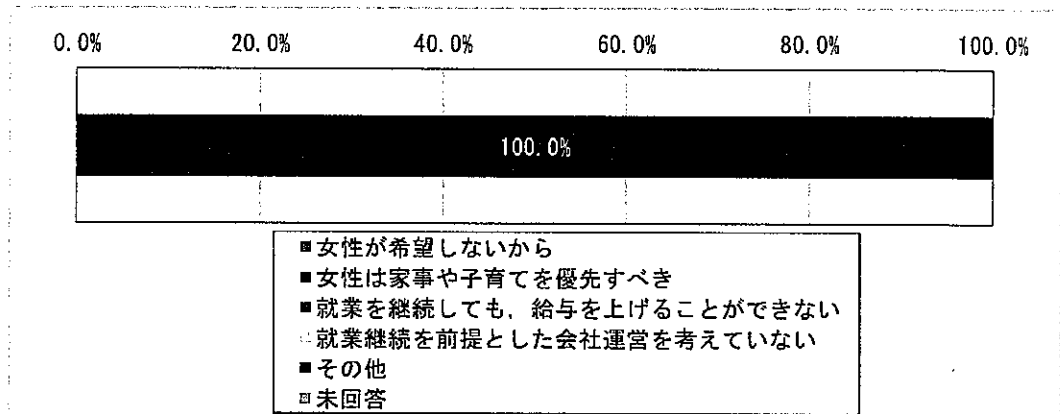 0.0% 20.0% 40.0% 60.0% 80.0% 100.0%
100.0%
■女性が希望しないから
■女性は家事や子育てを優先すべき
■就業を継続しても，給与を上げることができない
□就業継続を前提とした会社運営を考えていない
■その他
□未回答